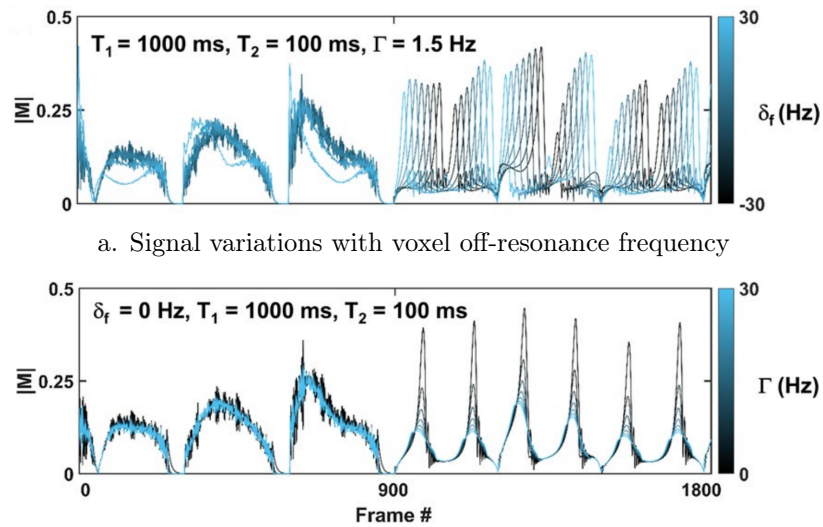 0.5
30
T1 = 1000 ms, T2 = 100 ms, Γ = 1.5 Hz
|M|
0.25
δf (Hz)
0
-30
a. Signal variations with voxel off-resonance frequency
0.5
30
δf = 0 Hz, T1 = 1000 ms, T2 = 100 ms
|M|
0.25
Γ (Hz)
0
0
0
900
1800
Frame #